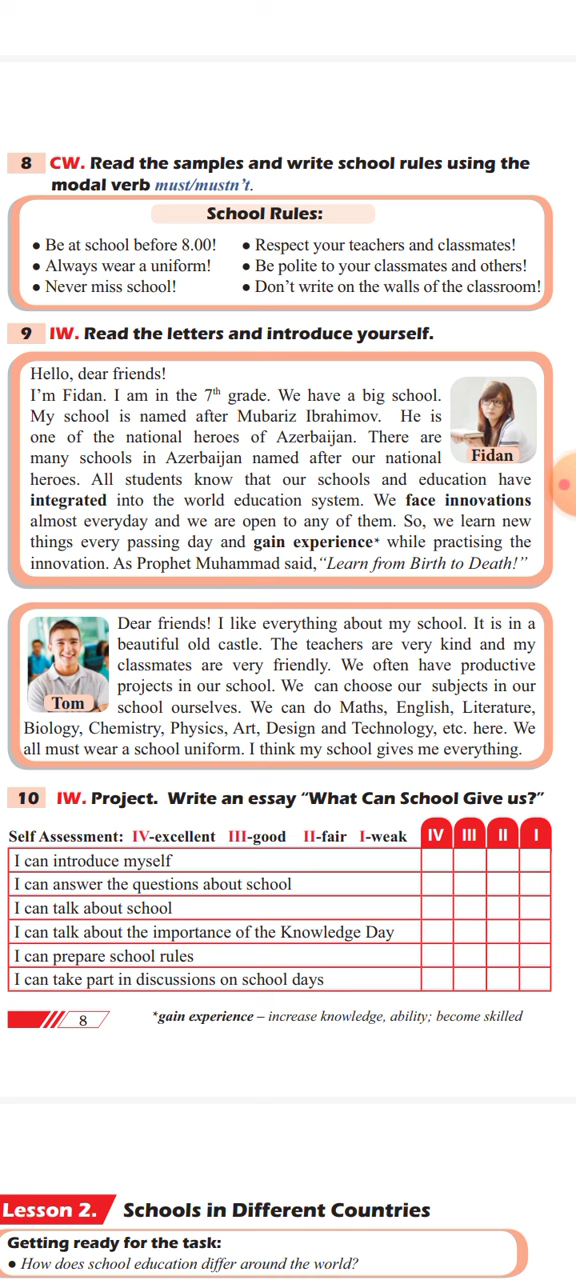 8 CW. Read the samples and write school rules using the
modal verb must/mustn't.
School Rules:
● Be at school before 8.00!
● Always wear a uniform!
● Never miss school!
● Respect your teachers and classmates!
● Be polite to your classmates and others!
● Don't write on the walls of the classroom!
9 IW. Read the letters and introduce yourself.
Hello, dear friends!
I'm Fidan. I am in the 7th grade. We have a big school.
My school is named after Mubariz Ibrahimov. He is
one of the national heroes of Azerbaijan. There are
many schools in Azerbaijan named after our national
heroes. All students know that our schools and education have
integrated into the world education system. We face innovations
almost everyday and we are open to any of them. So, we learn new
things every passing day and gain experience* while practising the
innovation. As Prophet Muhammad said, "Learn from Birth to Death!"
Fidan
Dear friends! I like everything about my school. It is in a
beautiful old castle. The teachers are very kind and my
classmates are very friendly. We often have productive
projects in our school. We can choose our subjects in our
school ourselves. We can do Maths, English, Literature,
Biology, Chemistry, Physics, Art, Design and Technology, etc. here. We
all must wear a school uniform. I think my school gives me everything.
Tom
10 IW. Project. Write an essay "What Can School Give us?"
Self Assessment: IV-excellent III-good II-fair I-weak IV III II I
I can introduce myself
I can answer the questions about school
I can talk about school
I can talk about the importance of the Knowledge Day
I can prepare school rules
I can take part in discussions on school days
8 *gain experience – increase knowledge, ability; become skilled
Lesson 2. Schools in Different Countries
Getting ready for the task:
● How does school education differ around the world?